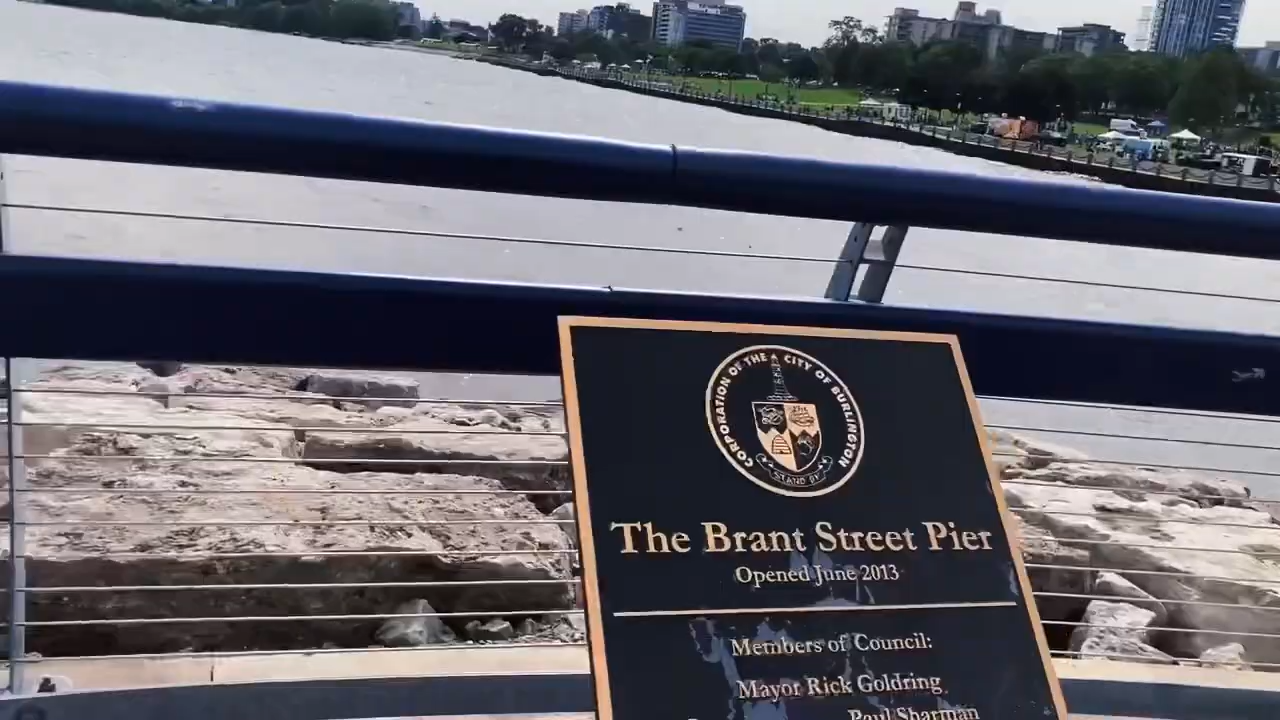 CORPORATION OF THE CITY OF BURLINGTON
STAND BY
The Brant Street Pier
Opened June 2013
Members of Council:
Mayor Rick Goldring
Paul Sharman